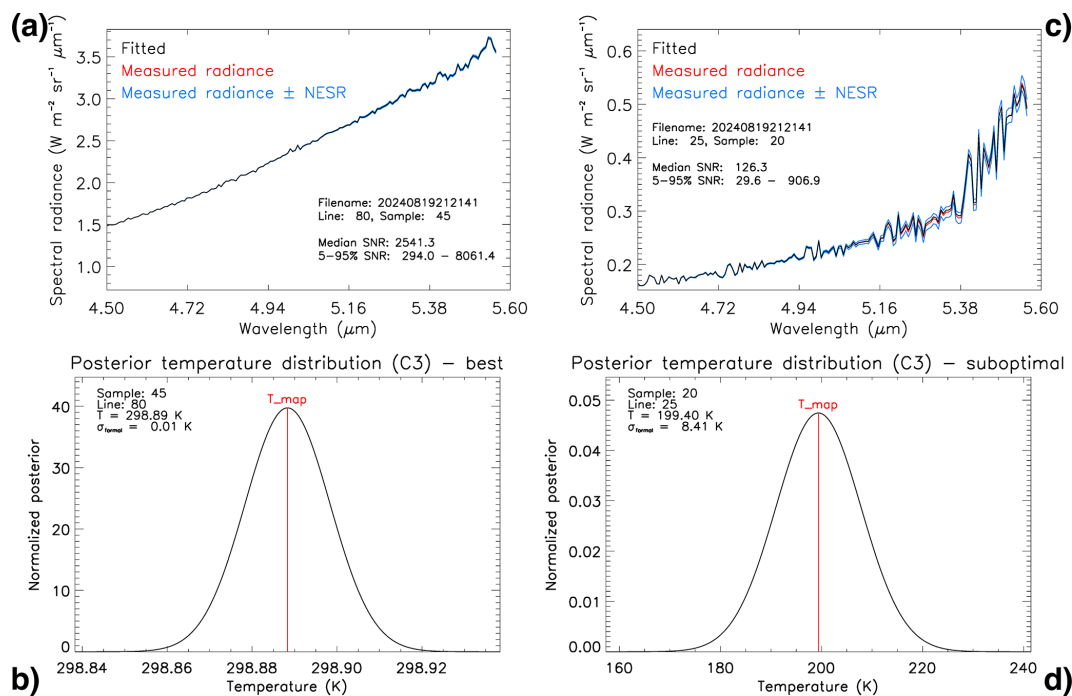 (a)
Fitted
Measured radiance
Measured radiance ± NESR
Filename: 20240819212141
Line: 80, Sample: 45
Median SNR: 2541.3
5–95% SNR: 294.0 – 8061.4
Spectral radiance (W m⁻² sr⁻¹ μm⁻¹)
3.5
3.0
2.5
2.0
1.5
1.0
4.50 4.72 4.94 5.16 5.38 5.60
Wavelength (μm)
c)
Fitted
Measured radiance
Measured radiance ± NESR
Filename: 20240819212141
Line: 25, Sample: 20
Median SNR: 126.3
5–95% SNR: 29.6 – 906.9
Spectral radiance (W m⁻² sr⁻¹ μm⁻¹)
0.6
0.5
0.4
0.3
0.2
4.50 4.72 4.94 5.16 5.38 5.60
Wavelength (μm)
Posterior temperature distribution (C3) – best
Sample: 45
Line: 80
T = 298.89 K
σformal = 0.01 K
T_map
Normalized posterior
40
30
20
10
0
298.84 298.86 298.88 298.90 298.92
Temperature (K)
b)
Posterior temperature distribution (C3) – suboptimal
Sample: 20
Line: 25
T = 199.40 K
σformal = 8.41 K
T_map
Normalized posterior
0.05
0.04
0.03
0.02
0.01
0.00
160 180 200 220 240
Temperature (K)
d)